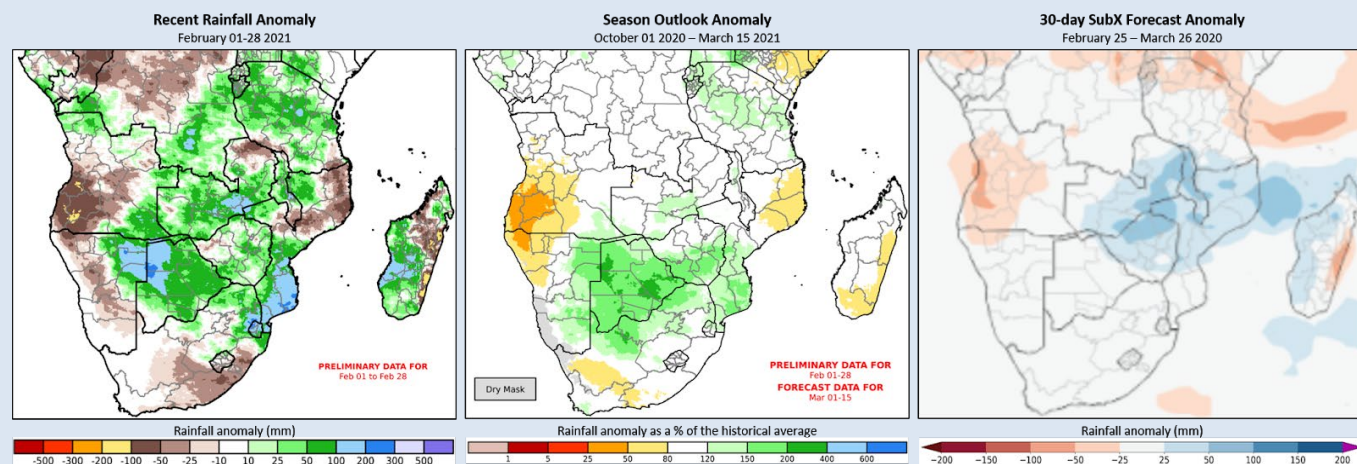 Recent Rainfall Anomaly
February 01-28 2021
PRELIMINARY DATA FOR
Feb 01 to Feb 28
Rainfall anomaly (mm)
-500 -300 -200 -100 -50 -25 -10 10 25 50 100 200 300 500
Season Outlook Anomaly
October 01 2020 – March 15 2021
Dry Mask
PRELIMINARY DATA FOR
Feb 01-28
FORECAST DATA FOR
Mar 01-15
Rainfall anomaly as a % of the historical average
1 5 25 50 80 120 150 200 400 600
30-day SubX Forecast Anomaly
February 25 – March 26 2020
Rainfall anomaly (mm)
−200 −150 −100 −50 −25 25 50 100 150 200